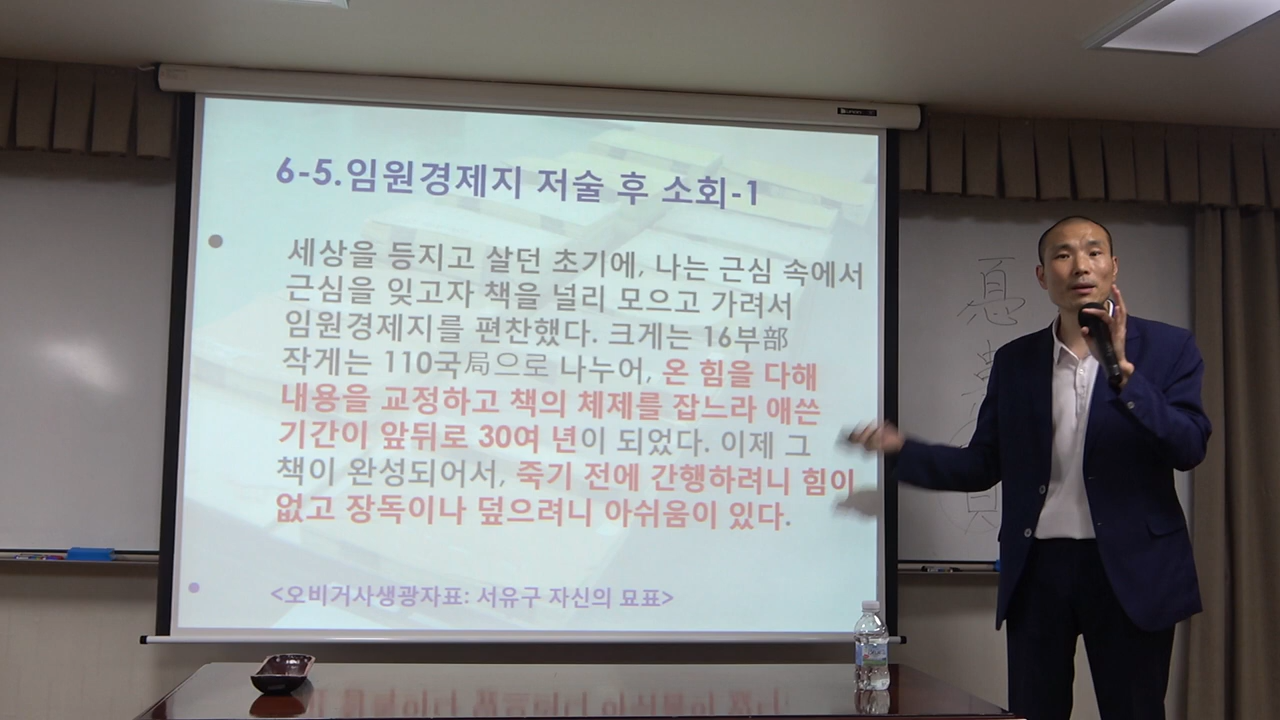 6-5.임원경제지 저술 후 소회-1
세상을 등지고 살던 초기에, 나는 근심 속에서
근심을 잊고자 책을 널리 모으고 가려서
임원경제지를 편찬했다. 크게는 16부部
작게는 110국局으로 나누어, 온 힘을 다해
내용을 교정하고 책의 체제를 잡느라 애쓴
기간이 앞뒤로 30여 년이 되었다. 이제 그
책이 완성되어서, 죽기 전에 간행하려니 힘이
없고 장독이나 덮으려니 아쉬움이 있다.
<오비거사생광자표: 서유구 자신의 묘표>